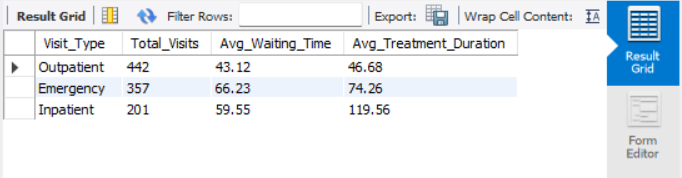 Result Grid Filter Rows: Export: Wrap Cell Content:
Visit_Type Total_Visits Avg_Waiting_Time Avg_Treatment_Duration
Outpatient 442 43.12 46.68
Emergency 357 66.23 74.26
Inpatient 201 59.55 119.56
Result
Grid
Form
Editor